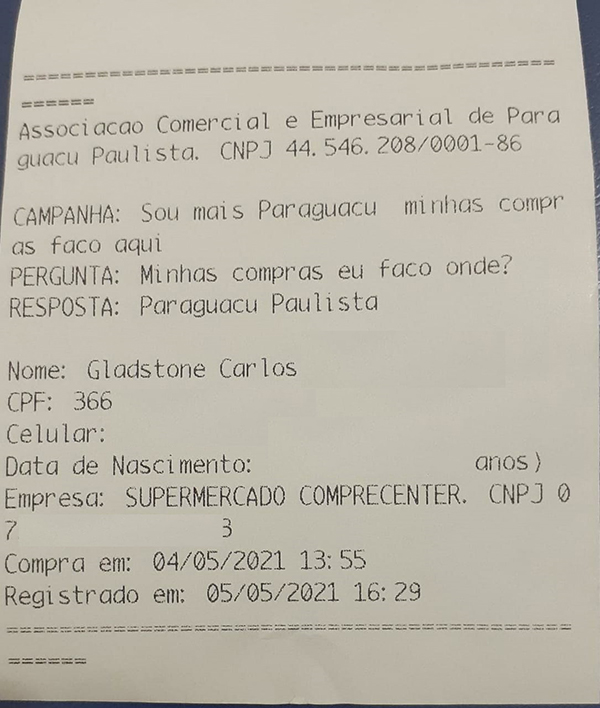 ==========================================
======
Associacao Comercial e Empresarial de Para
guacu Paulista. CNPJ 44.546.208/0001-86
CAMPANHA: Sou mais Paraguacu minhas compr
as faco aqui
PERGUNTA: Minhas compras eu faco onde?
RESPOSTA: Paraguacu Paulista
Nome: Gladstone Carlos
CPF: 366
Celular:
Data de Nascimento: anos)
Empresa: SUPERMERCADO COMPRECENTER. CNPJ 0
7 3
Compra em: 04/05/2021 13:55
Registrado em: 05/05/2021 16:29
==========================================
======